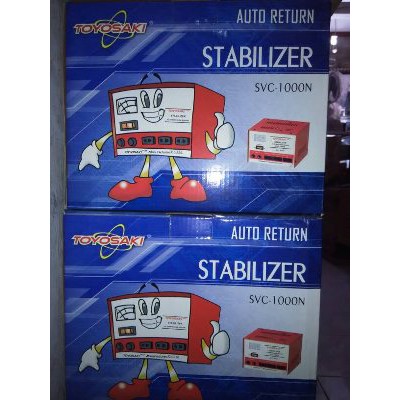 TOYOSAKI
AUTO RETURN
STABILIZER
SVC-1000N
TOYOSAKI
AUTO RETURN
STABILIZER
SVC-1000N